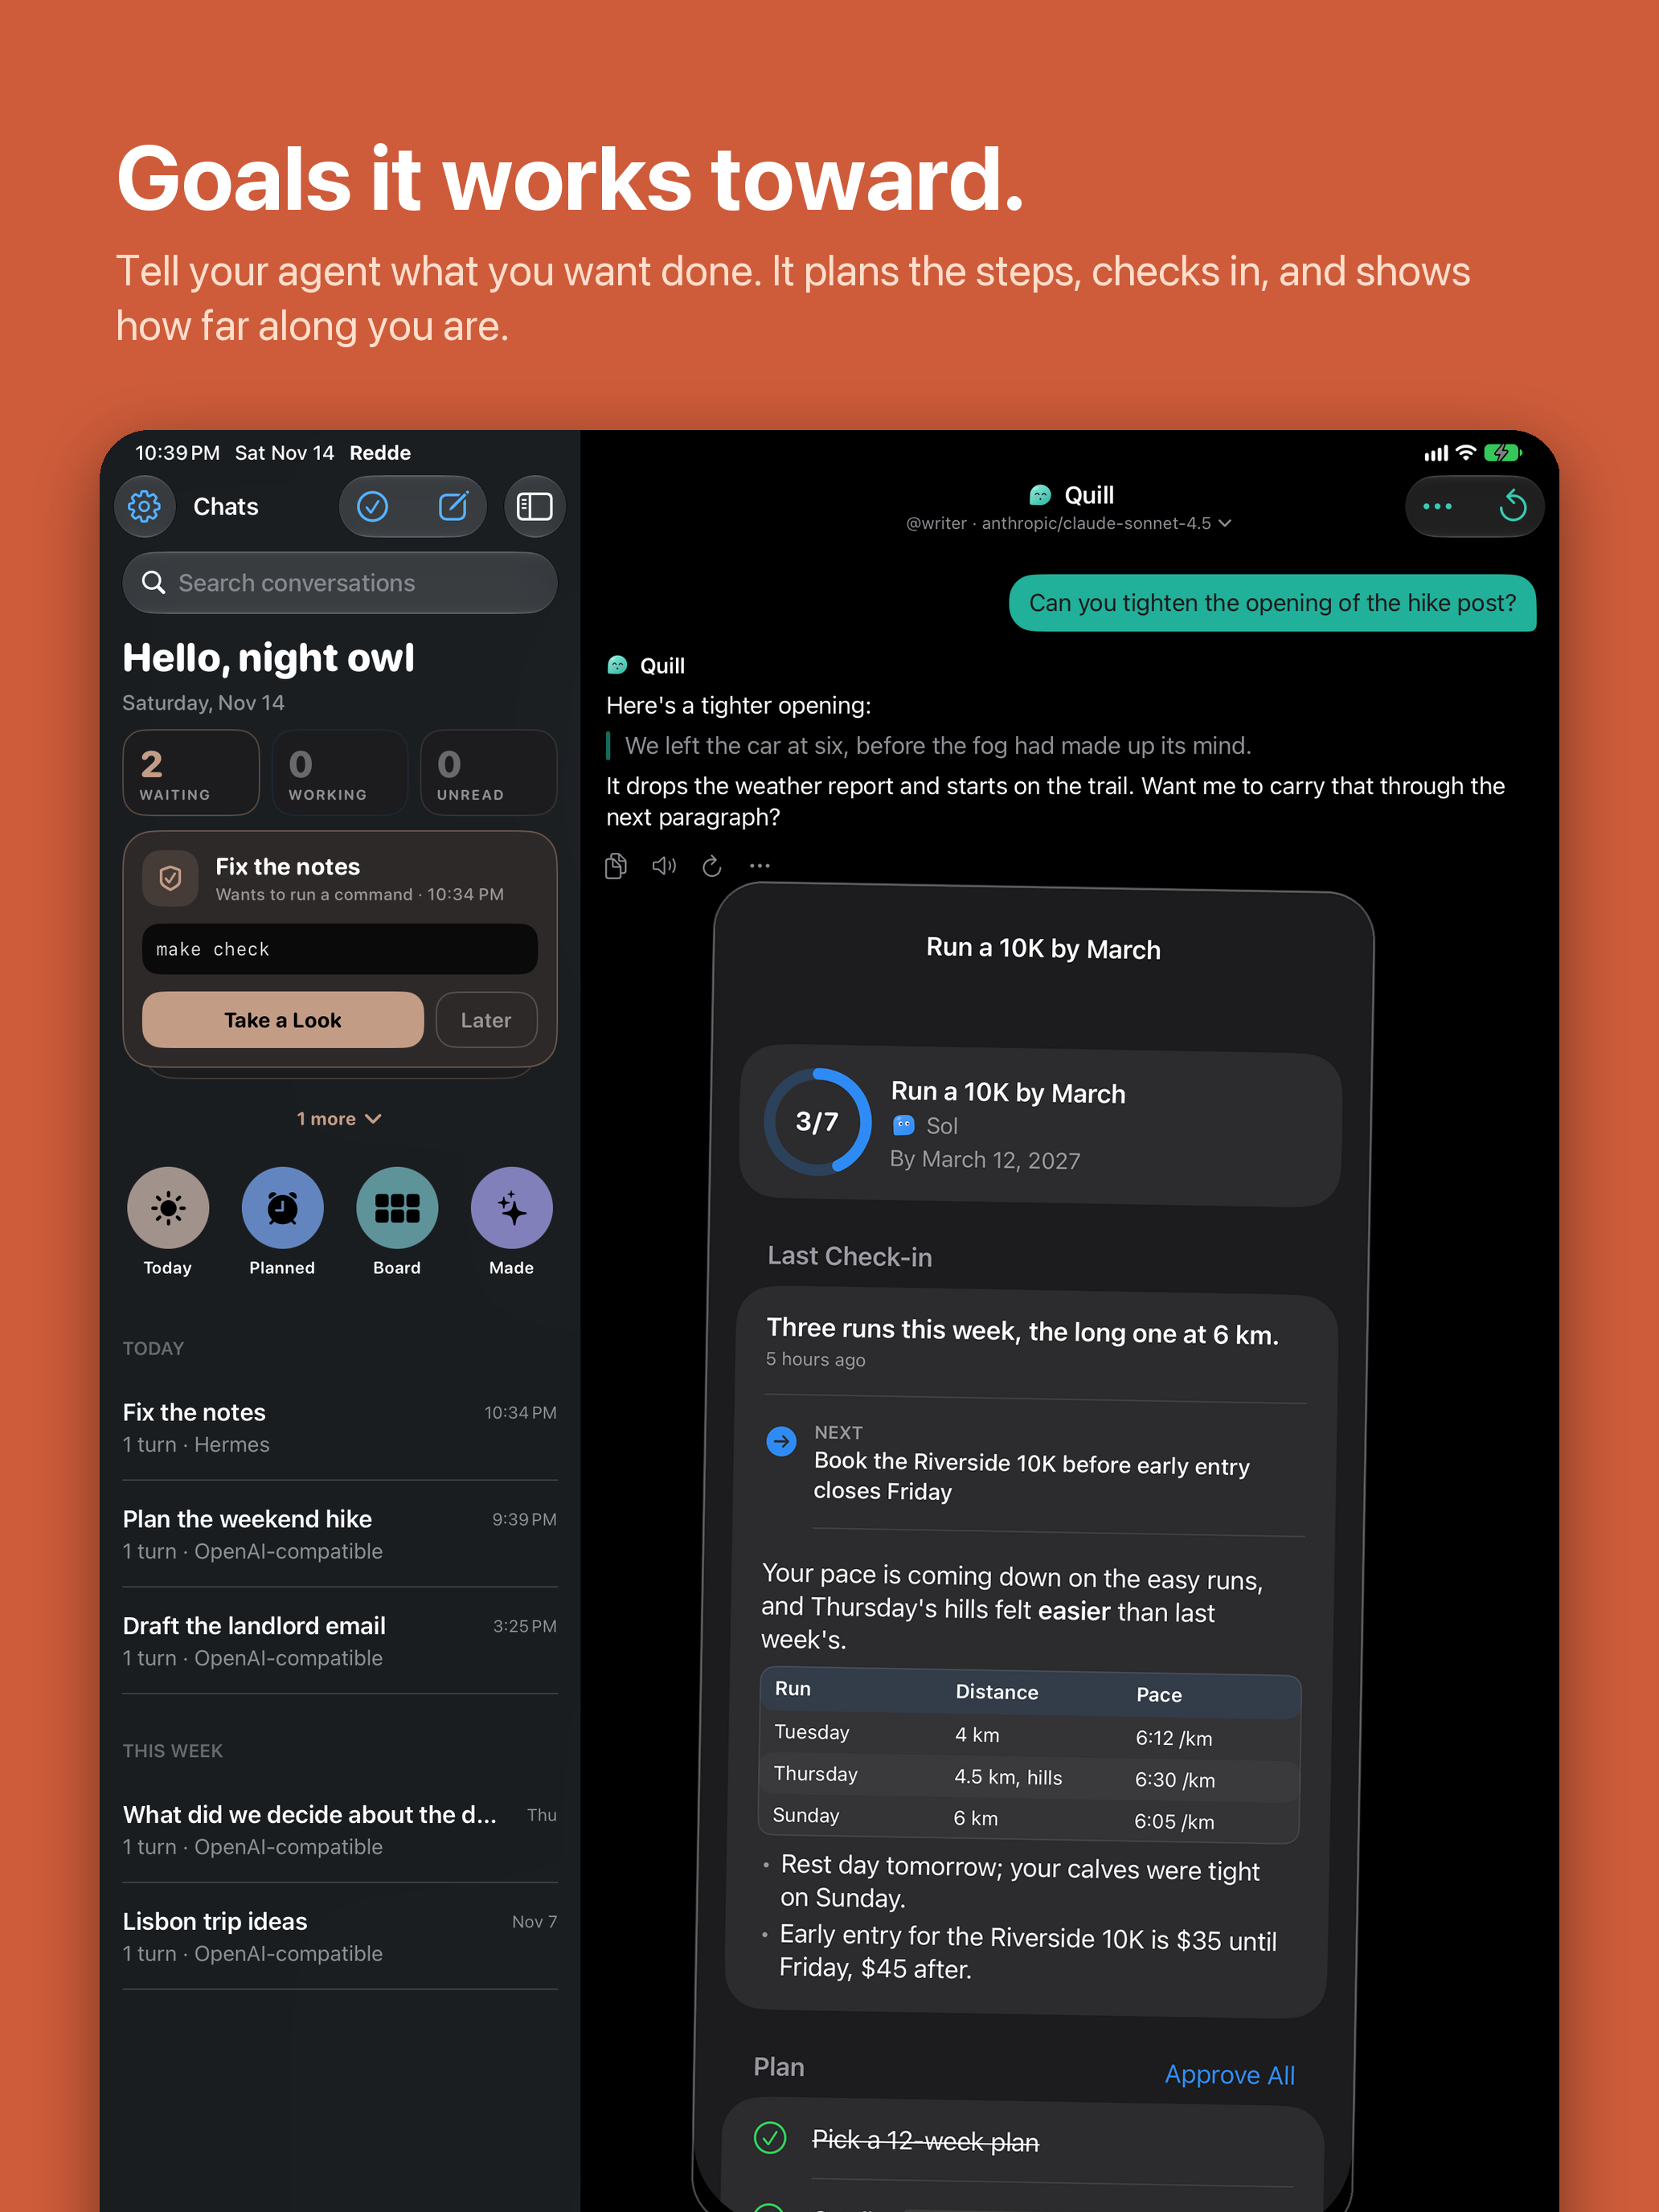 Goals it works toward.
Tell your agent what you want done. It plans the steps, checks in, and shows
how far along you are.
10:39 PM Sat Nov 14 Redde
Chats
Search conversations
Hello, night owl
Saturday, Nov 14
2
WAITING
0
WORKING
0
UNREAD
Fix the notes
Wants to run a command · 10:34 PM
make check
Take a Look
Later
1 more
Today
Planned
Board
Made
TODAY
Fix the notes
10:34 PM
1 turn · Hermes
Plan the weekend hike
9:39 PM
1 turn · OpenAI-compatible
Draft the landlord email
3:25 PM
1 turn · OpenAI-compatible
THIS WEEK
What did we decide about the d...
Thu
1 turn · OpenAI-compatible
Lisbon trip ideas
Nov 7
1 turn · OpenAI-compatible
Quill
@writer · anthropic/claude-sonnet-4.5
Can you tighten the opening of the hike post?
Quill
Here's a tighter opening:
We left the car at six, before the fog had made up its mind.
It drops the weather report and starts on the trail. Want me to carry that through the
next paragraph?
Run a 10K by March
3/7
Run a 10K by March
Sol
By March 12, 2027
Last Check-in
Three runs this week, the long one at 6 km.
5 hours ago
NEXT
Book the Riverside 10K before early entry
closes Friday
Your pace is coming down on the easy runs,
and Thursday's hills felt easier than last
week's.
Run Distance Pace
Tuesday 4 km 6:12 /km
Thursday 4.5 km, hills 6:30 /km
Sunday 6 km 6:05 /km
• Rest day tomorrow; your calves were tight
on Sunday.
• Early entry for the Riverside 10K is $35 until
Friday, $45 after.
Plan
Approve All
Pick a 12-week plan